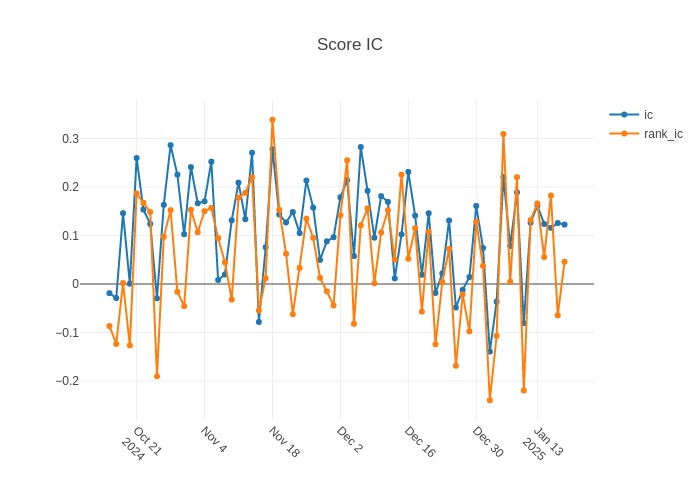 Score IC
ic
rank_ic
0.3
0.2
0.1
0
−0.1
−0.2
Oct 21
2024
Nov 4
Nov 18
Dec 2
Dec 16
Dec 30
Jan 13
2025